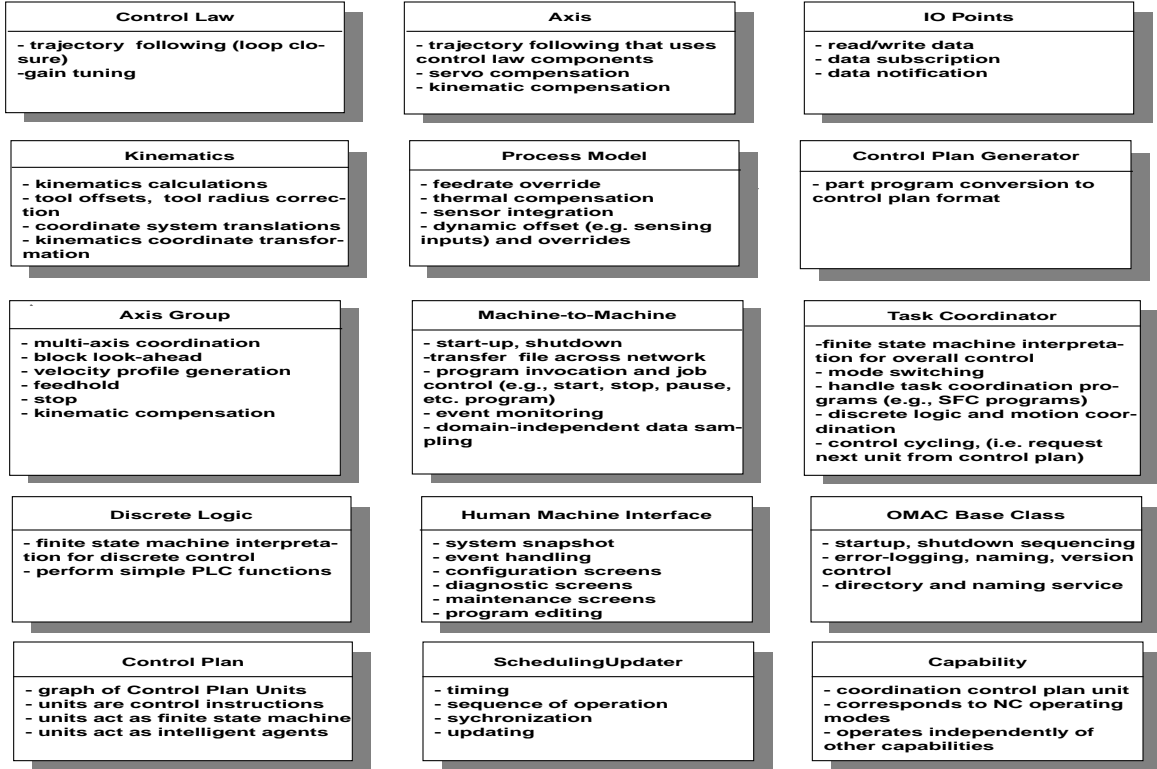 Control Law
- trajectory following (loop clo-
sure)
-gain tuning
Axis
- trajectory following that uses
control law components
- servo compensation
- kinematic compensation
IO Points
- read/write data
- data subscription
- data notification
Kinematics
- kinematics calculations
- tool offsets, tool radius correc-
tion
- coordinate system translations
- kinematics coordinate transfor-
mation
Process Model
- feedrate override
- thermal compensation
- sensor integration
- dynamic offset (e.g. sensing
inputs) and overrides
Control Plan Generator
- part program conversion to
control plan format
Axis Group
- multi-axis coordination
- block look-ahead
- velocity profile generation
- feedhold
- stop
- kinematic compensation
Machine-to-Machine
- start-up, shutdown
-transfer file across network
- program invocation and job
control (e.g., start, stop, pause,
etc. program)
- event monitoring
- domain-independent data sam-
pling
Task Coordinator
-finite state machine interpreta-
tion for overall control
- mode switching
- handle task coordination pro-
grams (e.g., SFC programs)
- discrete logic and motion coor-
dination
- control cycling, (i.e. request
next unit from control plan)
Discrete Logic
- finite state machine interpreta-
tion for discrete control
- perform simple PLC functions
Human Machine Interface
- system snapshot
- event handling
- configuration screens
- diagnostic screens
- maintenance screens
- program editing
OMAC Base Class
- startup, shutdown sequencing
- error-logging, naming, version
control
- directory and naming service
Control Plan
- graph of Control Plan Units
- units are control instructions
- units act as finite state machine
- units act as intelligent agents
SchedulingUpdater
- timing
- sequence of operation
- sychronization
- updating
Capability
- coordination control plan unit
- corresponds to NC operating
modes
- operates independently of
other capabilities